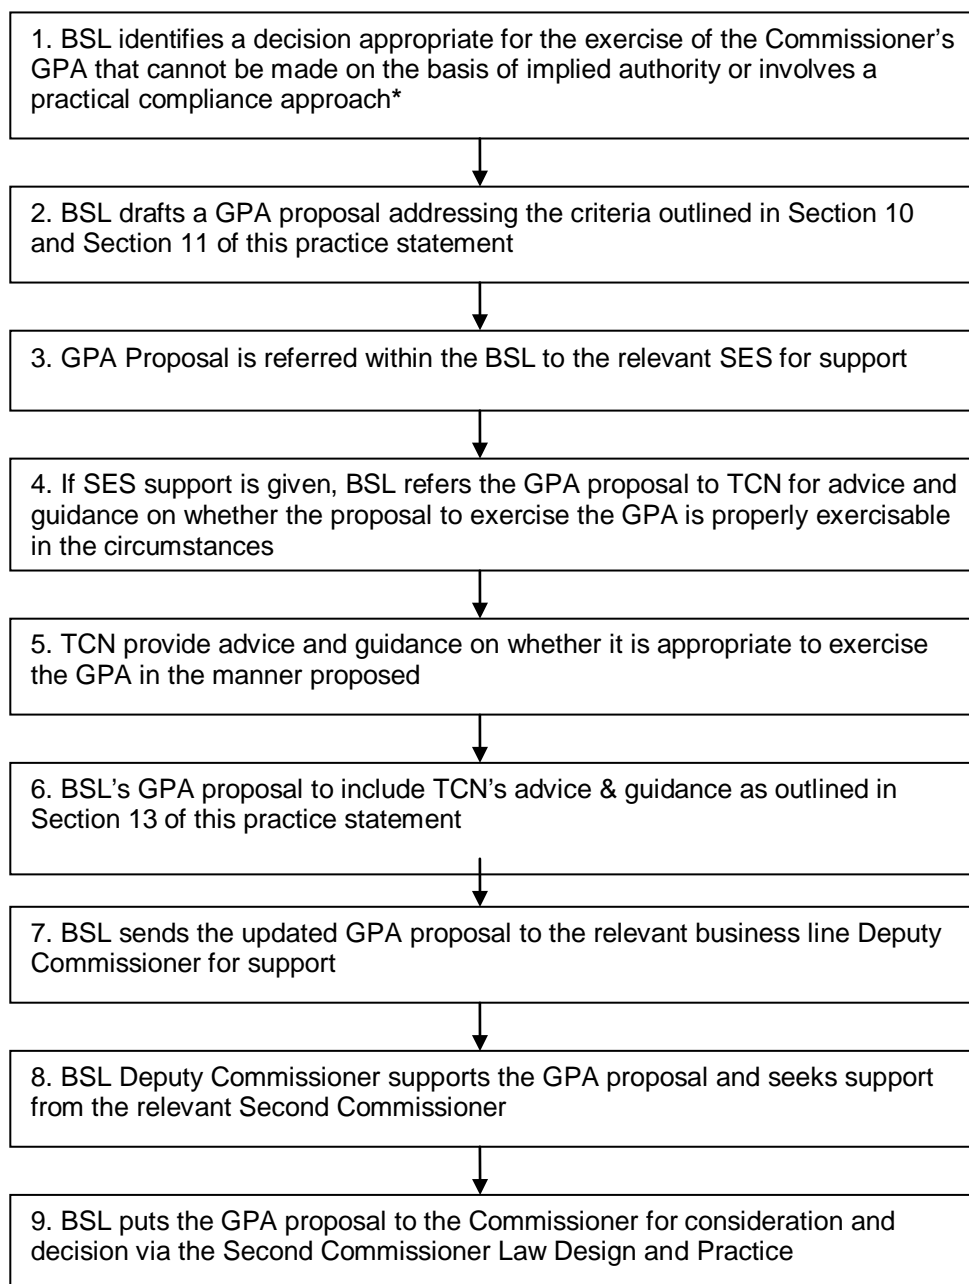 1. BSL identifies a decision appropriate for the exercise of the Commissioner’s
GPA that cannot be made on the basis of implied authority or involves a
practical compliance approach*
2. BSL drafts a GPA proposal addressing the criteria outlined in Section 10
and Section 11 of this practice statement
3. GPA Proposal is referred within the BSL to the relevant SES for support
4. If SES support is given, BSL refers the GPA proposal to TCN for advice and
guidance on whether the proposal to exercise the GPA is properly exercisable
in the circumstances
5. TCN provide advice and guidance on whether it is appropriate to exercise
the GPA in the manner proposed
6. BSL’s GPA proposal to include TCN’s advice & guidance as outlined in
Section 13 of this practice statement
7. BSL sends the updated GPA proposal to the relevant business line Deputy
Commissioner for support
8. BSL Deputy Commissioner supports the GPA proposal and seeks support
from the relevant Second Commissioner
9. BSL puts the GPA proposal to the Commissioner for consideration and
decision via the Second Commissioner Law Design and Practice